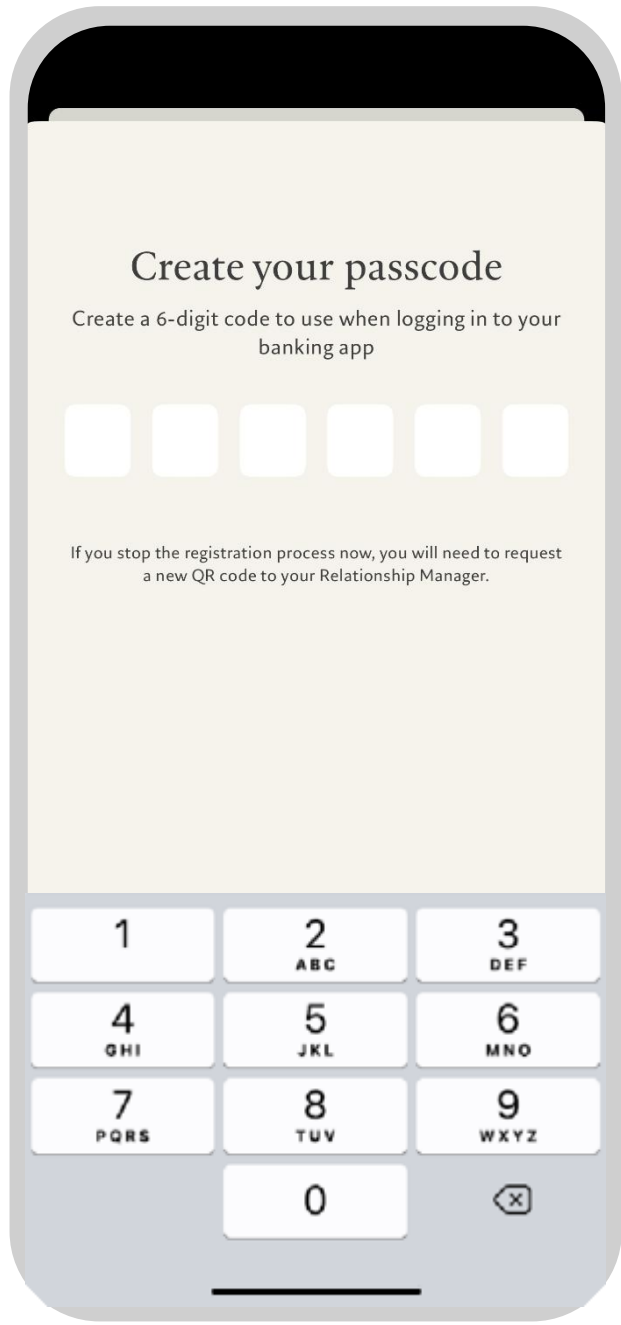 Create your passcode
Create a 6-digit code to use when logging in to your
banking app
If you stop the registration process now, you will need to request
a new QR code to your Relationship Manager.
1
2
3
ABC
DEF
4
5
6
GHI
JKL
MNO
7
8
9
PQRS
TUV
WXYZ
0